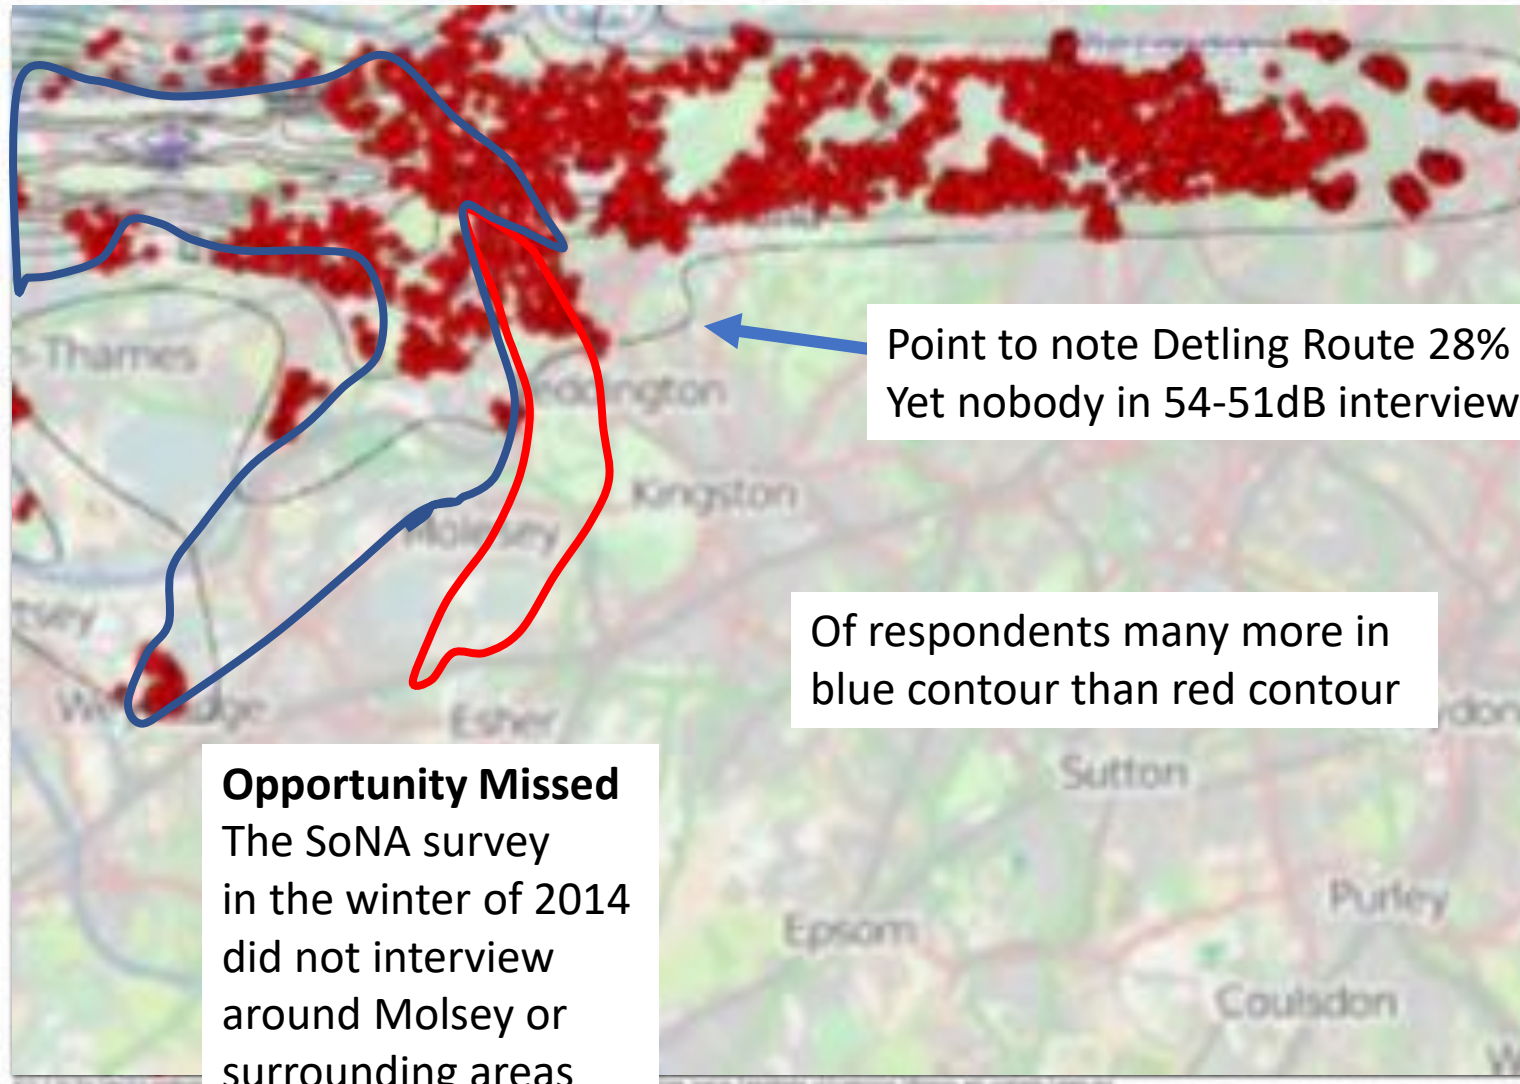 Thames
Point to note Detling Route 28%
Yet nobody in 54-51dB interview
Kingston
Molesey
Of respondents many more in
blue contour than red contour
Esher
Opportunity Missed
The SoNA survey
in the winter of 2014
did not interview
around Molsey or
surrounding areas
Sutton
Purley
Epsom
Coulsdon